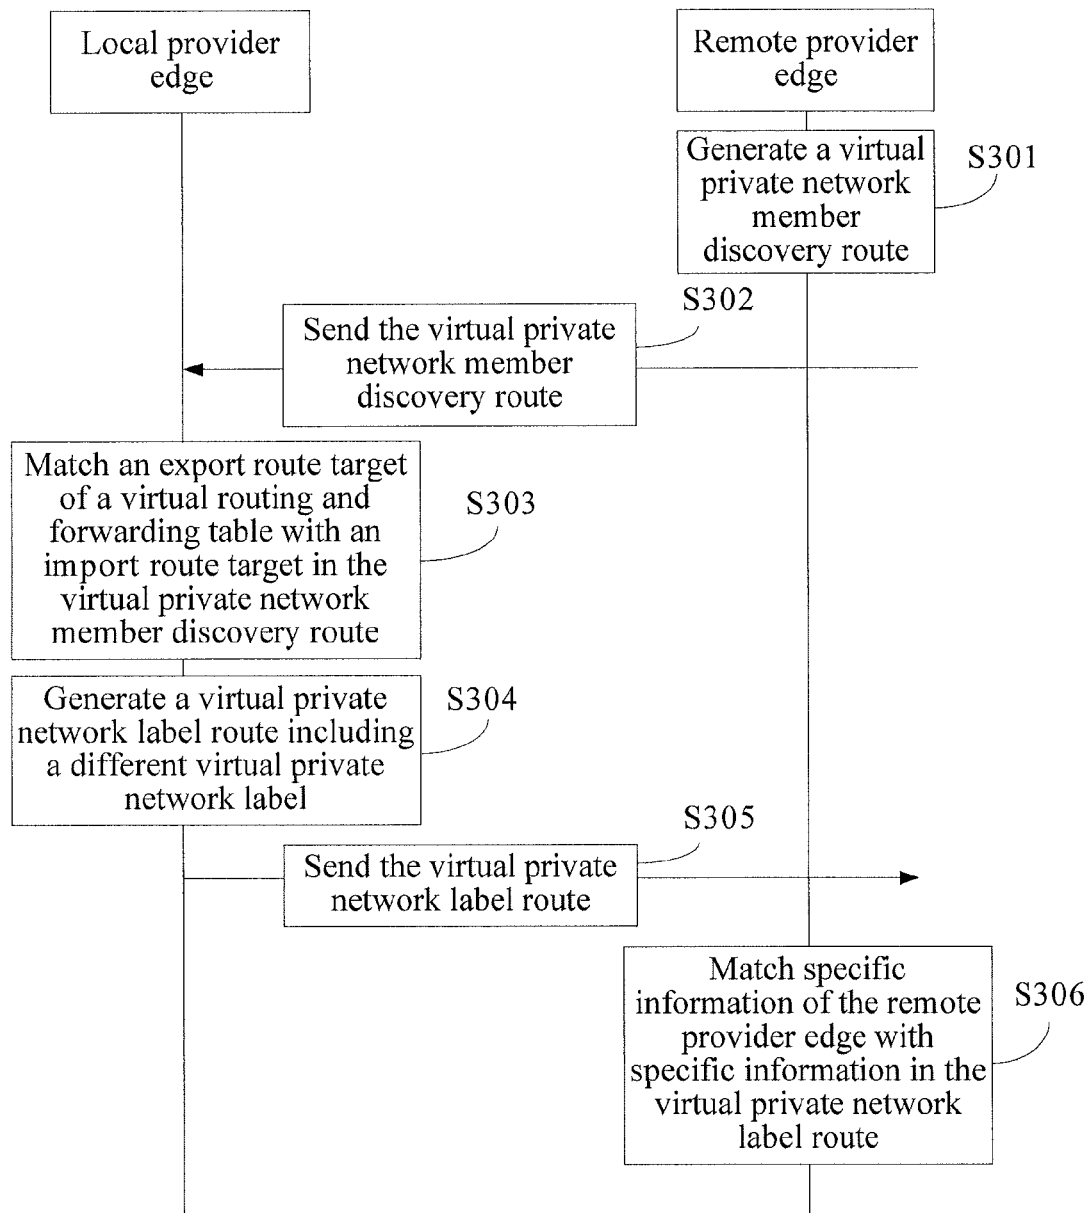 Local provider
edge
Remote provider
edge
Generate a virtual
private network
member
discovery route
S301
S302
Send the virtual private
network member
discovery route
Match an export route target
of a virtual routing and
forwarding table with an
import route target in the
virtual private network
member discovery route
S303
Generate a virtual private
network label route including
a different virtual private
network label
S304
S305
Send the virtual private
network label route
Match specific
information of the remote
provider edge with
specific information in the
virtual private network
label route
S306